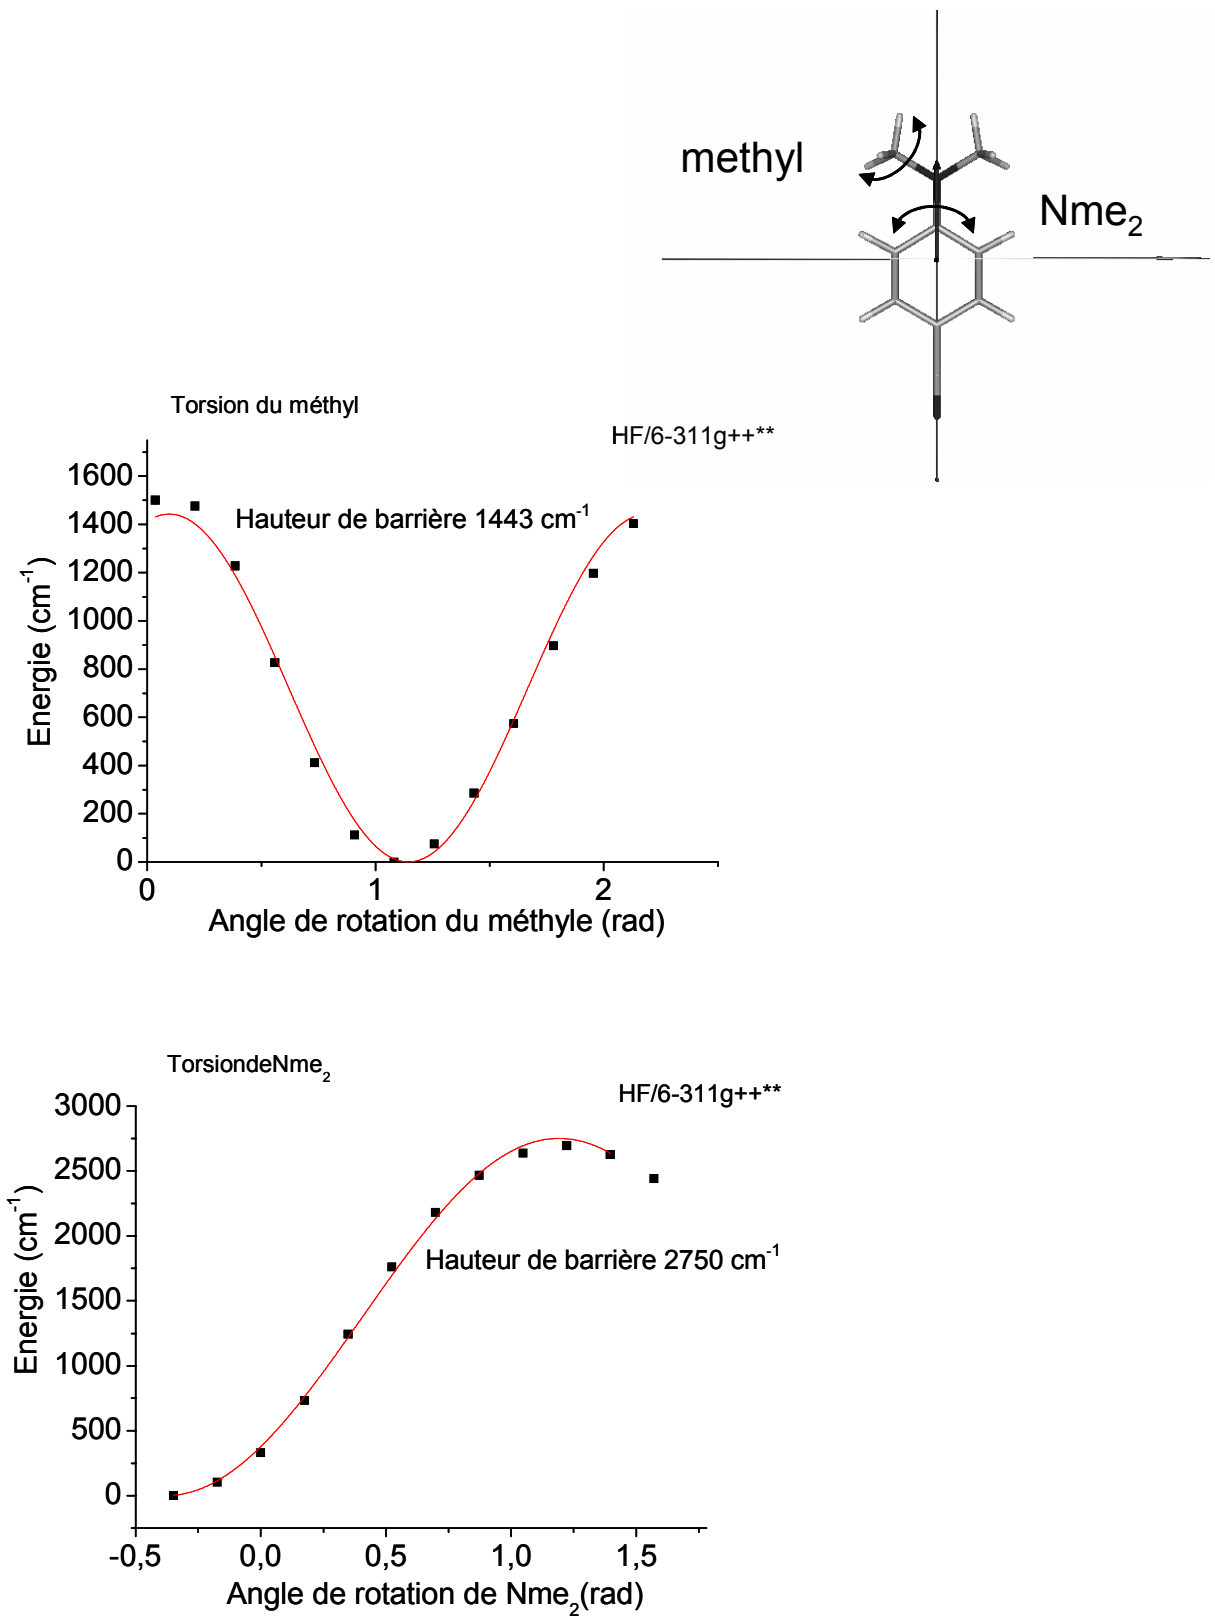 methyl
Nme2
Torsion du méthyl
HF/6-311g++**
1600
1400
1200
1000
800
600
400
200
0
Hauteur de barrière 1443 cm-1
Energie (cm-1)
0
1
2
Angle de rotation du méthyle (rad)
TorsiondeNme2
HF/6-311g++**
3000
2500
2000
1500
1000
500
0
Hauteur de barrière 2750 cm-1
Energie (cm-1)
-0,5
0,0
0,5
1,0
1,5
Angle de rotation de Nme2(rad)